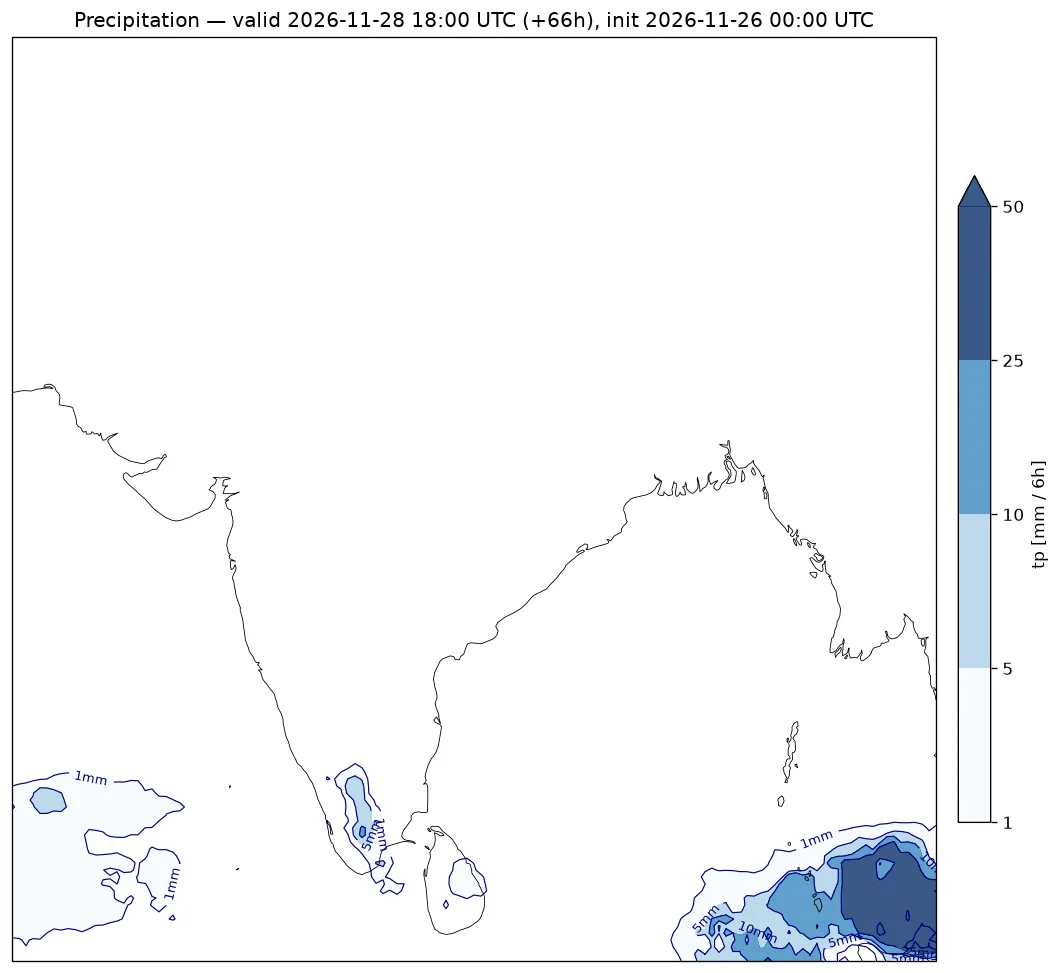 Precipitation — valid 2026-11-28 18:00 UTC (+66h), init 2026-11-26 00:00 UTC
50
25
10
5
1
tp [mm / 6h]
1mm
5mm
1mm
1mm
1mm
5mm
10mm
5mm
5mm